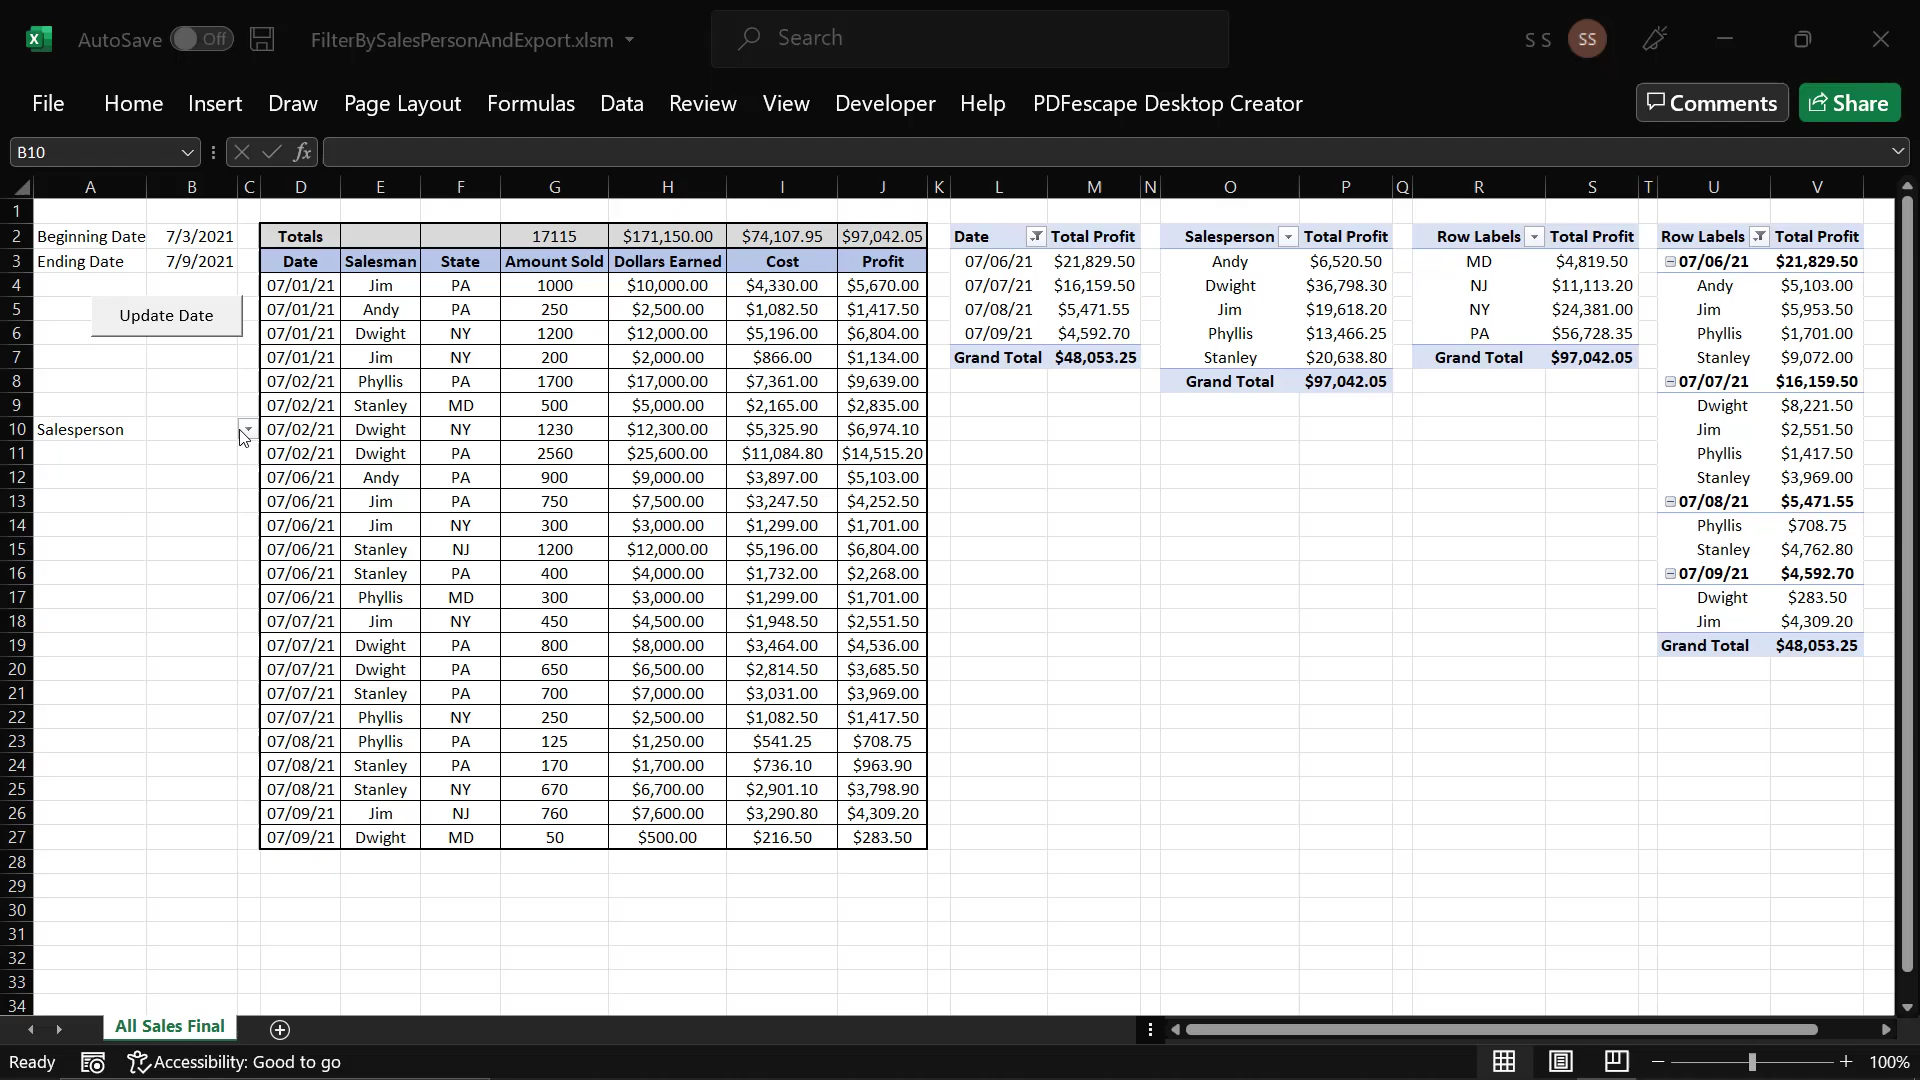 AutoSave Off FilterBySalesPersonAndExport.xlsm Search S S SS
File Home Insert Draw Page Layout Formulas Data Review View Developer Help PDFescape Desktop Creator Comments Share
B10 fx
A B C D E F G H I J K L M N O P Q R S T U V
1
2 Beginning Date 7/3/2021 Totals 17115 $171,150.00 $74,107.95 $97,042.05 Date Total Profit Salesperson Total Profit Row Labels Total Profit Row Labels Total Profit
3 Ending Date 7/9/2021 Date Salesman State Amount Sold Dollars Earned Cost Profit 07/06/21 $21,829.50 Andy $6,520.50 MD $4,819.50 07/06/21 $21,829.50
4 07/01/21 Jim PA 1000 $10,000.00 $4,330.00 $5,670.00 07/07/21 $16,159.50 Dwight $36,798.30 NJ $11,113.20 Andy $5,103.00
5 Update Date 07/01/21 Andy PA 250 $2,500.00 $1,082.50 $1,417.50 07/08/21 $5,471.55 Jim $19,618.20 NY $24,381.00 Jim $5,953.50
6 07/01/21 Dwight NY 1200 $12,000.00 $5,196.00 $6,804.00 07/09/21 $4,592.70 Phyllis $13,466.25 PA $56,728.35 Phyllis $1,701.00
7 07/01/21 Jim NY 200 $2,000.00 $866.00 $1,134.00 Grand Total $48,053.25 Stanley $20,638.80 Grand Total $97,042.05 Stanley $9,072.00
8 07/02/21 Phyllis PA 1700 $17,000.00 $7,361.00 $9,639.00 Grand Total $97,042.05 07/07/21 $16,159.50
9 07/02/21 Stanley MD 500 $5,000.00 $2,165.00 $2,835.00 Dwight $8,221.50
10 Salesperson 07/02/21 Dwight NY 1230 $12,300.00 $5,325.90 $6,974.10 Jim $2,551.50
11 07/02/21 Dwight PA 2560 $25,600.00 $11,084.80 $14,515.20 Phyllis $1,417.50
12 07/06/21 Andy PA 900 $9,000.00 $3,897.00 $5,103.00 Stanley $3,969.00
13 07/06/21 Jim PA 750 $7,500.00 $3,247.50 $4,252.50 07/08/21 $5,471.55
14 07/06/21 Jim NY 300 $3,000.00 $1,299.00 $1,701.00 Phyllis $708.75
15 07/06/21 Stanley NJ 1200 $12,000.00 $5,196.00 $6,804.00 Stanley $4,762.80
16 07/06/21 Stanley PA 400 $4,000.00 $1,732.00 $2,268.00 07/09/21 $4,592.70
17 07/06/21 Phyllis MD 300 $3,000.00 $1,299.00 $1,701.00 Dwight $283.50
18 07/07/21 Jim NY 450 $4,500.00 $1,948.50 $2,551.50 Jim $4,309.20
19 07/07/21 Dwight PA 800 $8,000.00 $3,464.00 $4,536.00 Grand Total $48,053.25
20 07/07/21 Dwight PA 650 $6,500.00 $2,814.50 $3,685.50
21 07/07/21 Stanley PA 700 $7,000.00 $3,031.00 $3,969.00
22 07/07/21 Phyllis NY 250 $2,500.00 $1,082.50 $1,417.50
23 07/08/21 Phyllis PA 125 $1,250.00 $541.25 $708.75
24 07/08/21 Stanley PA 170 $1,700.00 $736.10 $963.90
25 07/08/21 Stanley NY 670 $6,700.00 $2,901.10 $3,798.90
26 07/09/21 Jim NJ 760 $7,600.00 $3,290.80 $4,309.20
27 07/09/21 Dwight MD 50 $500.00 $216.50 $283.50
28
29
30
31
32
33
34
All Sales Final
Ready Accessibility: Good to go 100%